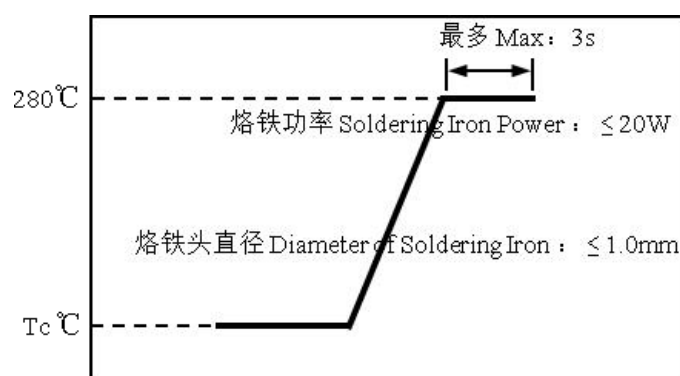 最多 Max：3s
280℃
烙铁功率 Soldering Iron Power：≤20W
烙铁头直径 Diameter of Soldering Iron：≤1.0mm
Tc ℃